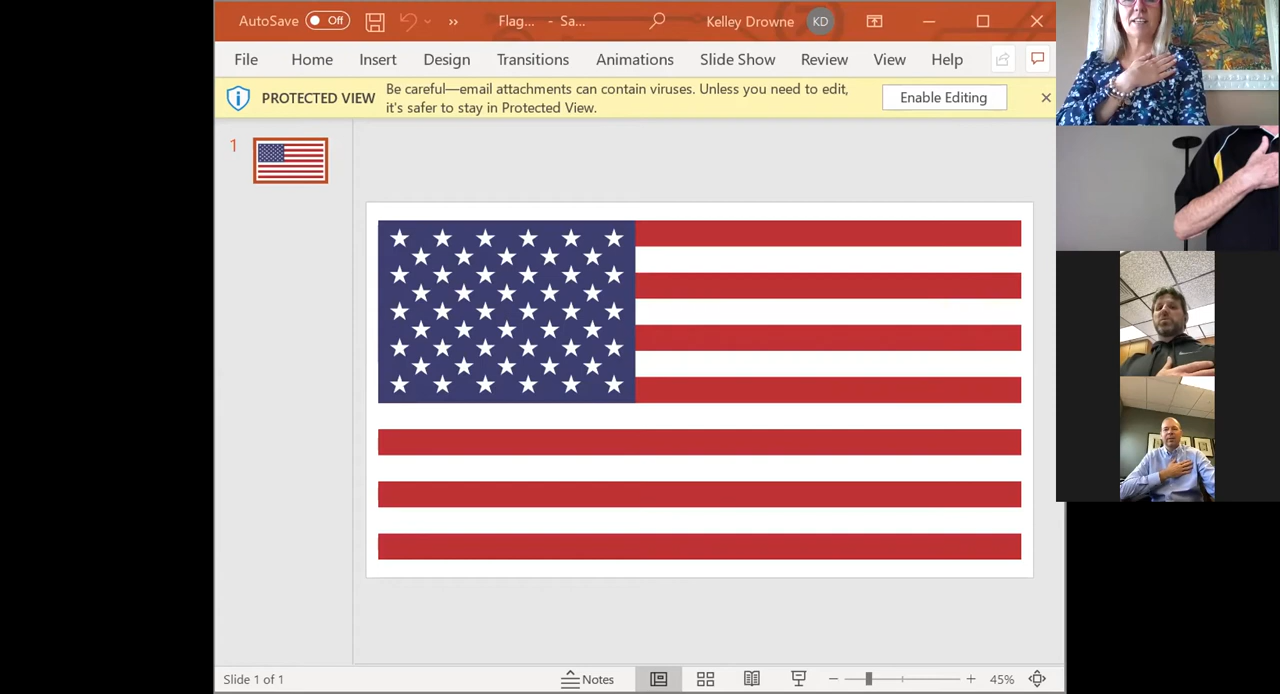 AutoSave Off » Flag... - Sa... Kelley Drowne KD
File Home Insert Design Transitions Animations Slide Show Review View Help
PROTECTED VIEW Be careful—email attachments can contain viruses. Unless you need to edit,
it's safer to stay in Protected View. Enable Editing
1
Slide 1 of 1 Notes 45%